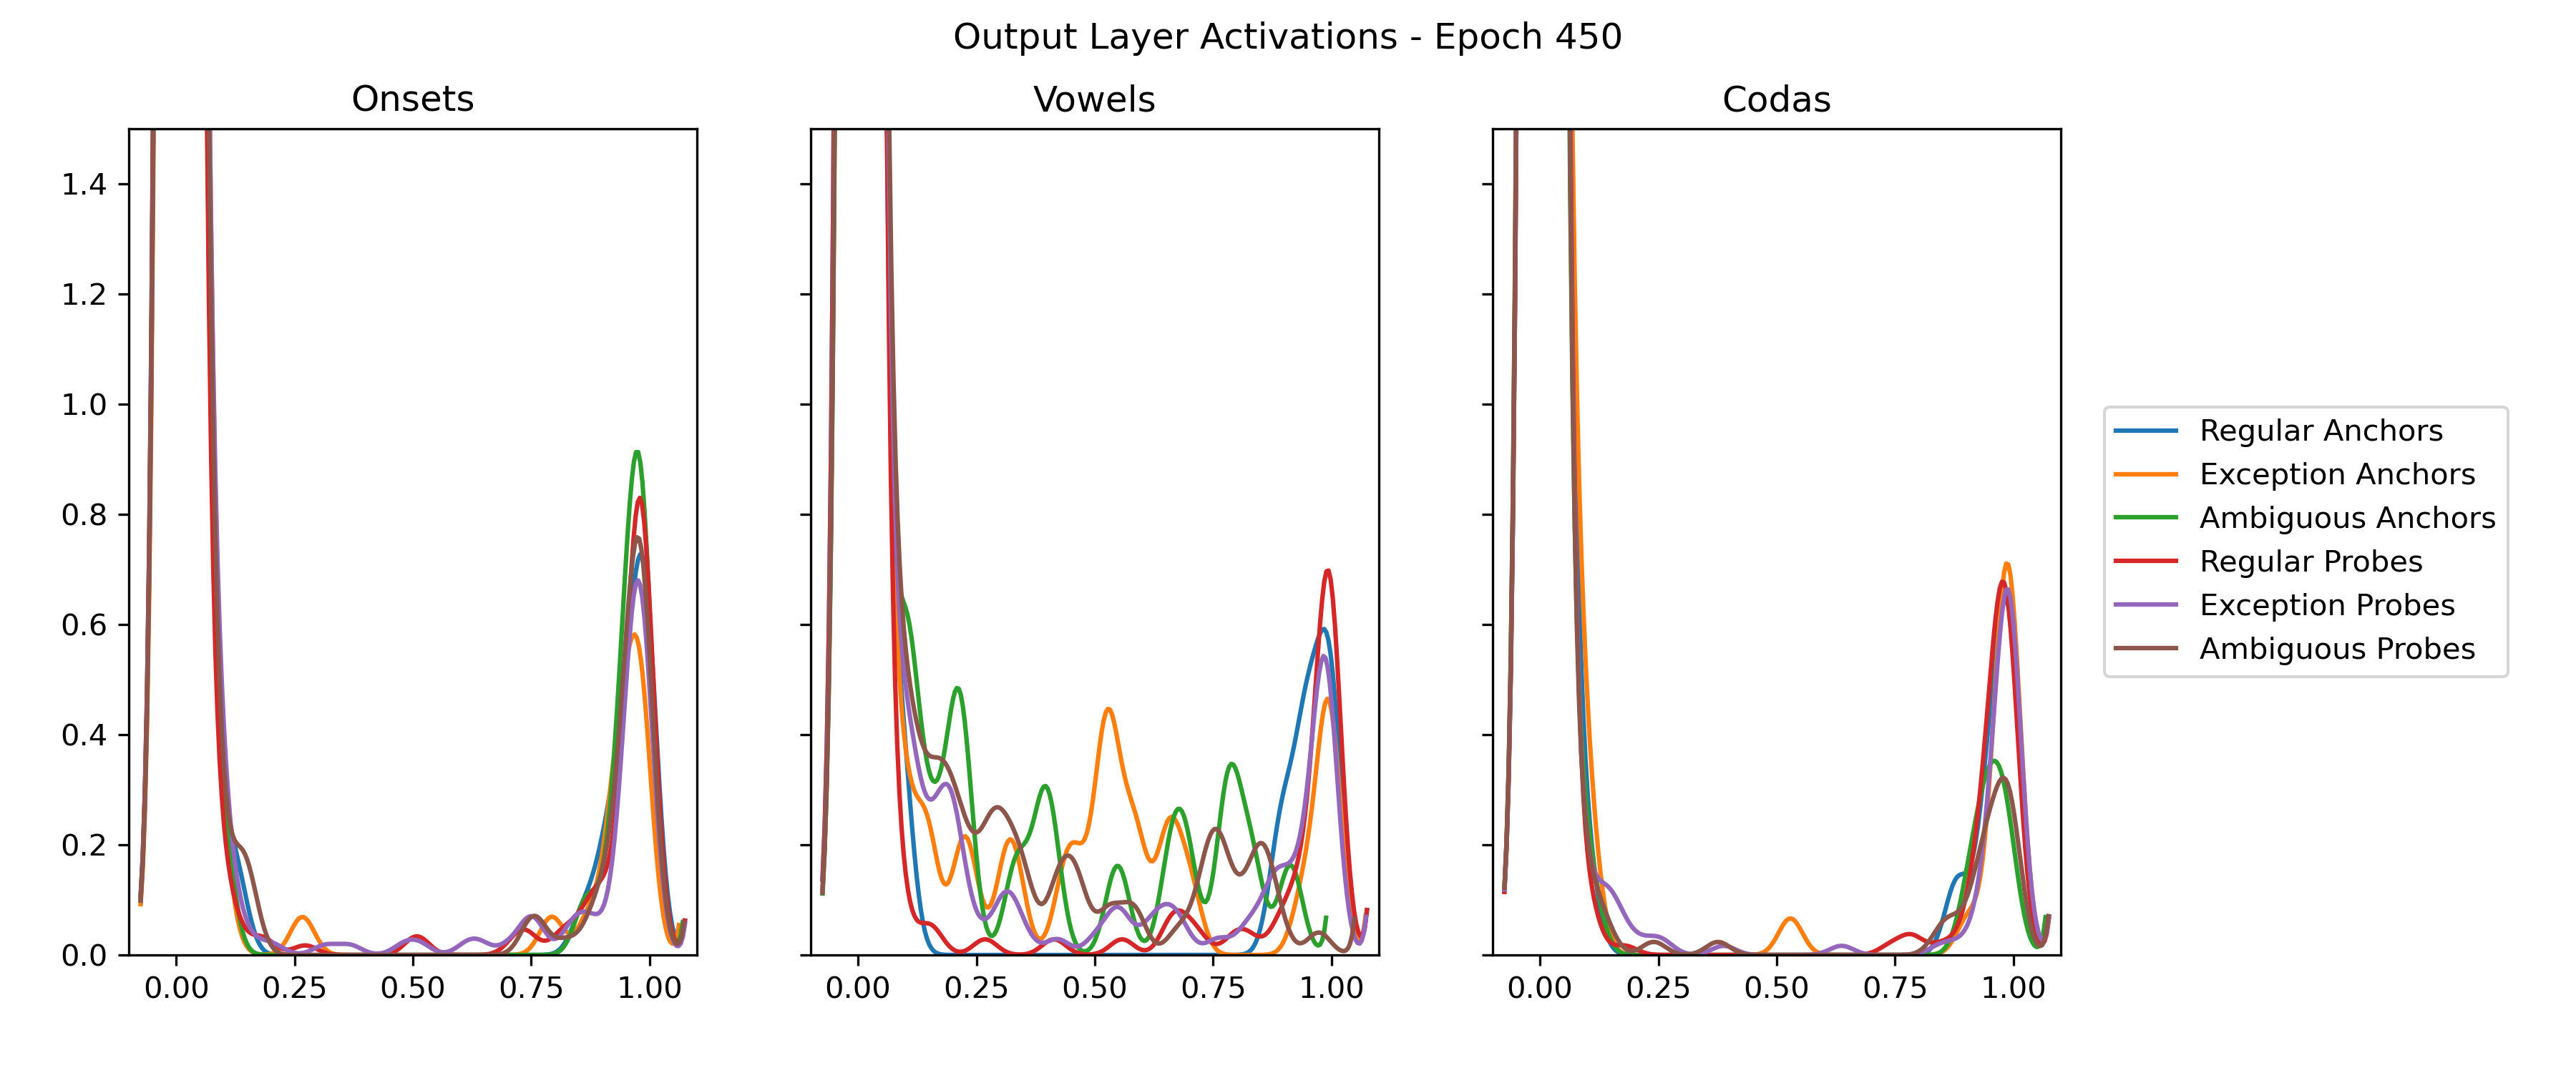 Output Layer Activations - Epoch 450
Onsets
Vowels
Codas
1.4
1.2
1.0
0.8
0.6
0.4
0.2
0.0
0.00 0.25 0.50 0.75 1.00
0.00 0.25 0.50 0.75 1.00
0.00 0.25 0.50 0.75 1.00
Regular Anchors
Exception Anchors
Ambiguous Anchors
Regular Probes
Exception Probes
Ambiguous Probes